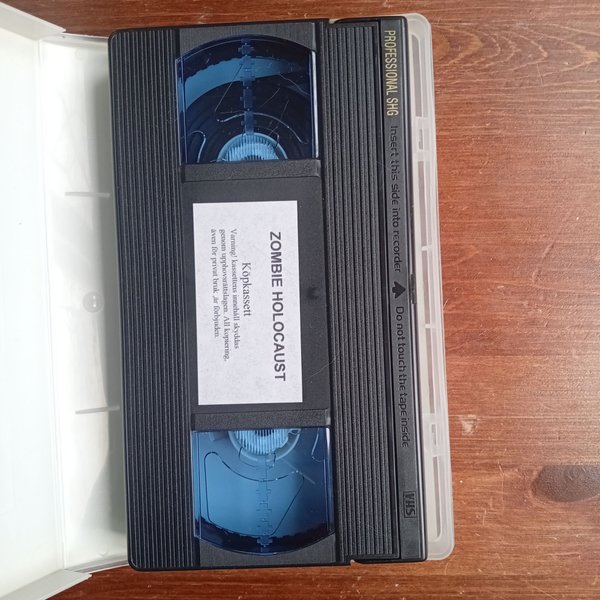 PROFESSIONAL SHG
Insert this side into recorder
Do not touch the tape inside
VHS
ZOMBIE HOLOCAUST
Köpkassett
Varning! kassettens innehåll skyddas
genom upphovsrättslagen. All kopiering,
även för privat bruk ,är förbjuden.